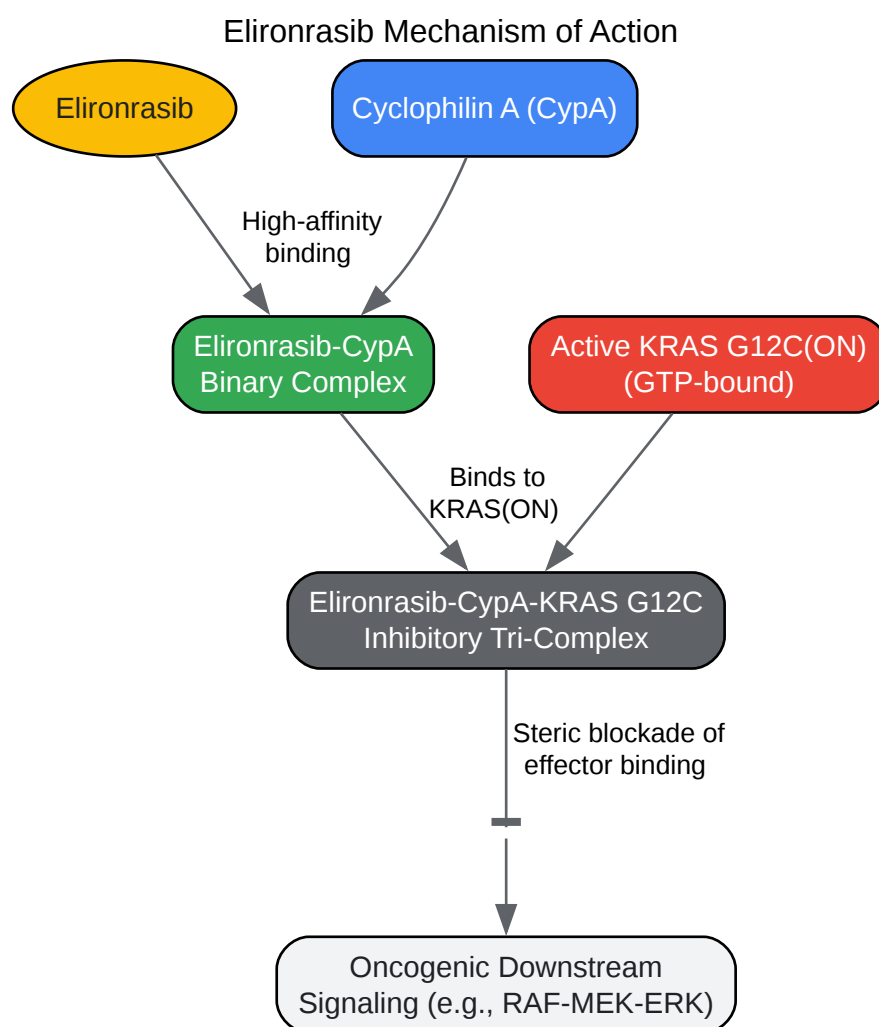 Elironrasib Mechanism of Action
Elironrasib
Cyclophilin A (CypA)
High-affinity
binding
Elironrasib-CypA
Binary Complex
Active KRAS G12C(ON)
(GTP-bound)
Binds to
KRAS(ON)
Elironrasib-CypA-KRAS G12C
Inhibitory Tri-Complex
Steric blockade of
effector binding
Oncogenic Downstream
Signaling (e.g., RAF-MEK-ERK)